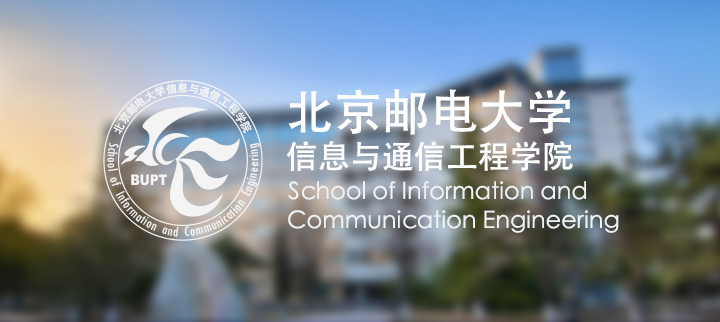 北京邮电大学信息与通信工程学院
BUPT
School of Information and Communication Engineering
北京邮电大学
信息与通信工程学院
School of Information and
Communication Engineering